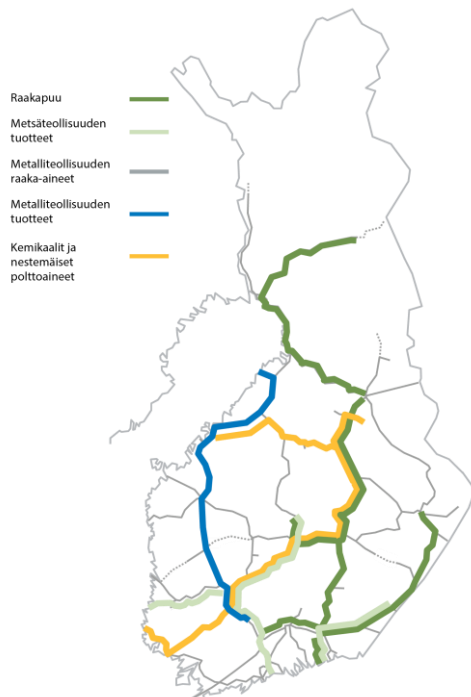 Raakapuu
Metsäteollisuuden
tuotteet
Metalliteollisuuden
raaka-aineet
Metalliteollisuuden
tuotteet
Kemikaalit ja
nestemäiset
polttoaineet